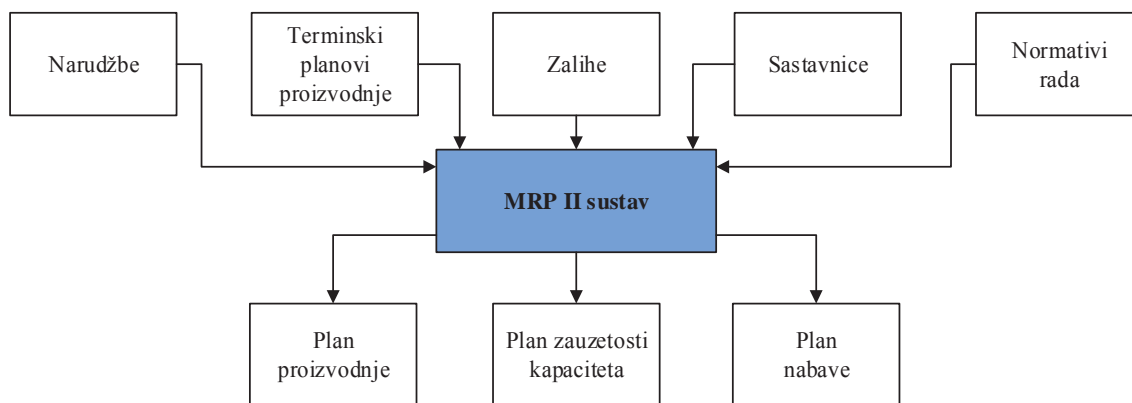 Narudžbe
Terminski
planovi
proizvodnje
Zalihe
Sastavnice
Normativi
rada
MRP II sustav
Plan
proizvodnje
Plan zauzetosti
kapaciteta
Plan
nabave